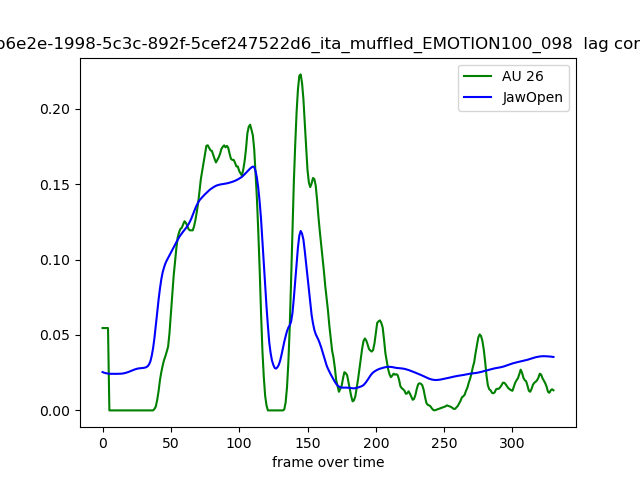 b6e2e-1998-5c3c-892f-5cef247522d6_ita_muffled_EMOTION100_098 lag cor
AU 26
JawOpen
0.20
0.15
0.10
0.05
0.00
0 50 100 150 200 250 300
frame over time